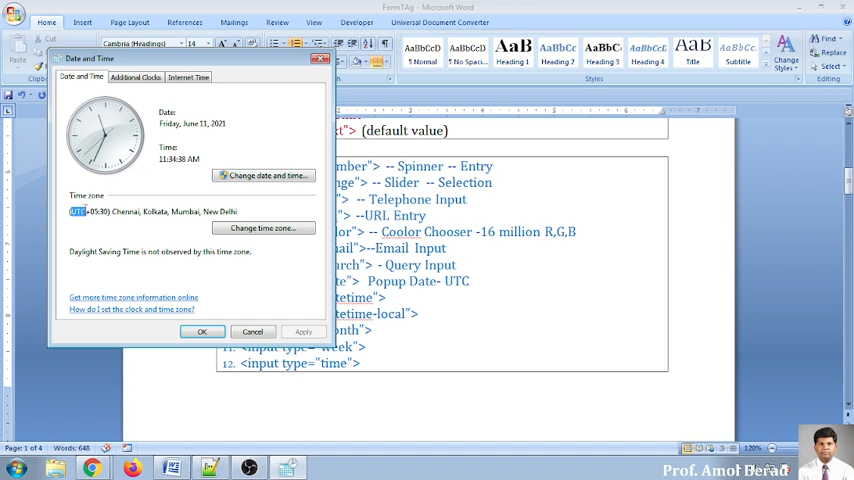 FormTAg - Microsoft Word
Home Insert Page Layout References Mailings Review View Developer Universal Document Converter
Cambria (Headings) 14
Paste
AaBbCcD AaBbCcD AaBb AaBbCc AaBbCc AaBbCcD AaBb AaBbCc.
¶ Normal ¶ No Spac... Heading 1 Heading 2 Heading 3 Heading 4 Title Subtitle
Change Styles
Find
Replace
Select
Styles
Editing
Date and Time
Date and Time Additional Clocks Internet Time
Date:
Friday, June 11, 2021
Time:
11:34:38 AM
Change date and time...
Time zone
(UTC+05:30) Chennai, Kolkata, Mumbai, New Delhi
Change time zone...
Daylight Saving Time is not observed by this time zone.
Get more time zone information online
How do I set the clock and time zone?
OK Cancel Apply
xt"> (default value)
mber"> -- Spinner -- Entry
nge"> -- Slider -- Selection
"> -- Telephone Input
"> --URL Entry
lor"> -- Coolor Chooser -16 million R,G,B
nail">--Email Input
arch"> - Query Input
te"> Popup Date- UTC
tetime">
tetime-local">
onth">
11. <input type="week">
12. <input type="time">
Page: 1 of 4 Words: 648
120%
Prof. Amol Berad